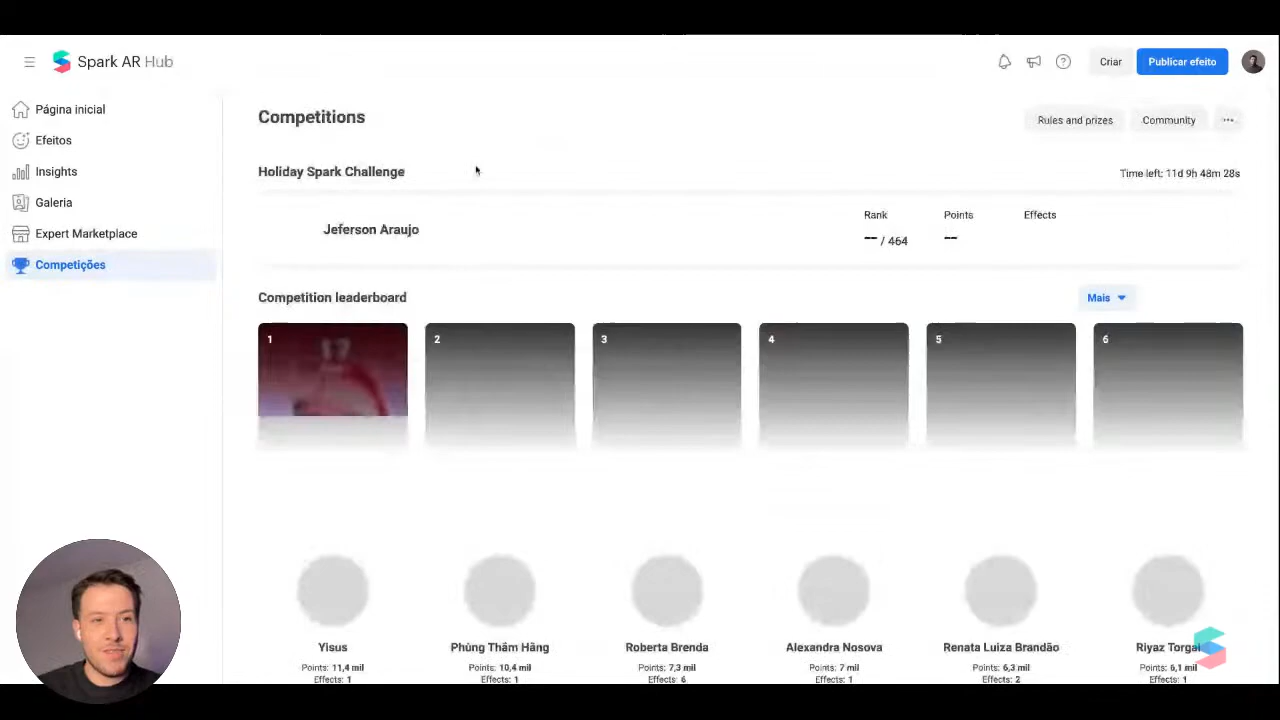 Spark AR Hub
Criar
Publicar efeito
Página inicial
Efeitos
Insights
Galeria
Expert Marketplace
Competições
Competitions
Rules and prizes
Community
Holiday Spark Challenge
Time left: 11d 9h 48m 28s
Jeferson Araujo
Rank
Points
Effects
-- / 464
--
Competition leaderboard
Mais
1
2
3
4
5
6
17
Yisus
Phùng Thắm Hằng
Roberta Brenda
Alexandra Nosova
Renata Luiza Brandão
Riyaz Torgal
Points: 11,4 mil
Points: 10,4 mil
Points: 7,3 mil
Points: 7 mil
Points: 6,3 mil
Points: 6,1 mil
Effects: 1
Effects: 1
Effects: 6
Effects: 1
Effects: 2
Effects: 1